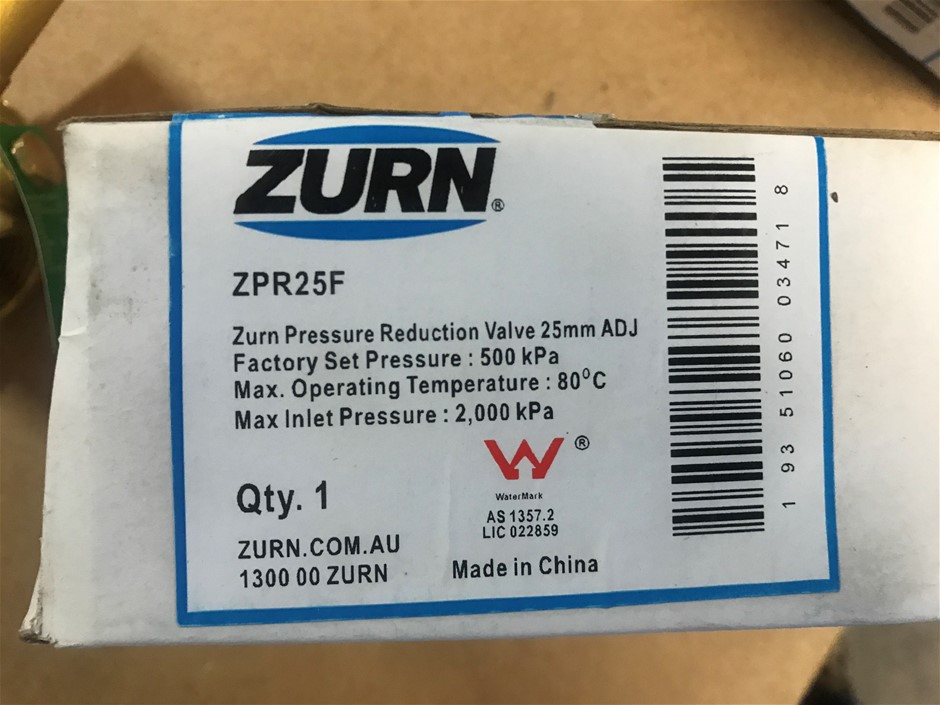 ZURN®
ZPR25F
Zurn Pressure Reduction Valve 25mm ADJ
Factory Set Pressure : 500 kPa
Max. Operating Temperature : 80⁰C
Max Inlet Pressure : 2,000 kPa
®
WaterMark
Qty. 1
AS 1357.2
LIC 022859
ZURN.COM.AU
1300 00 ZURN
Made in China
1 93 51060 03471 8